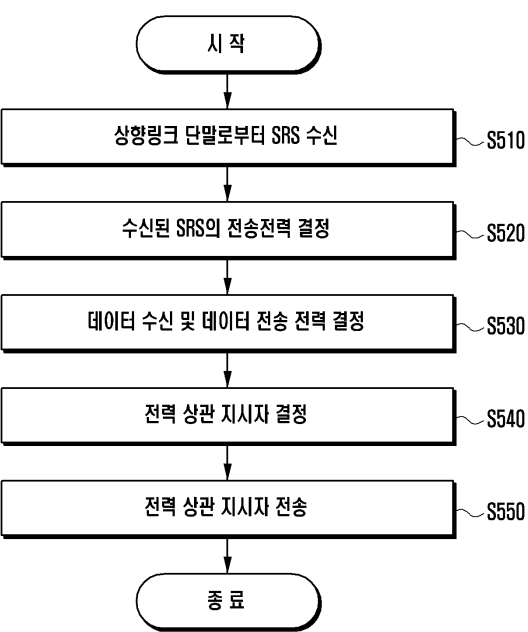 시 작
상향링크 단말로부터 SRS 수신
S510
수신된 SRS의 전송전력 결정
S520
데이터 수신 및 데이터 전송 전력 결정
S530
전력 상관 지시자 결정
S540
전력 상관 지시자 전송
S550
종 료